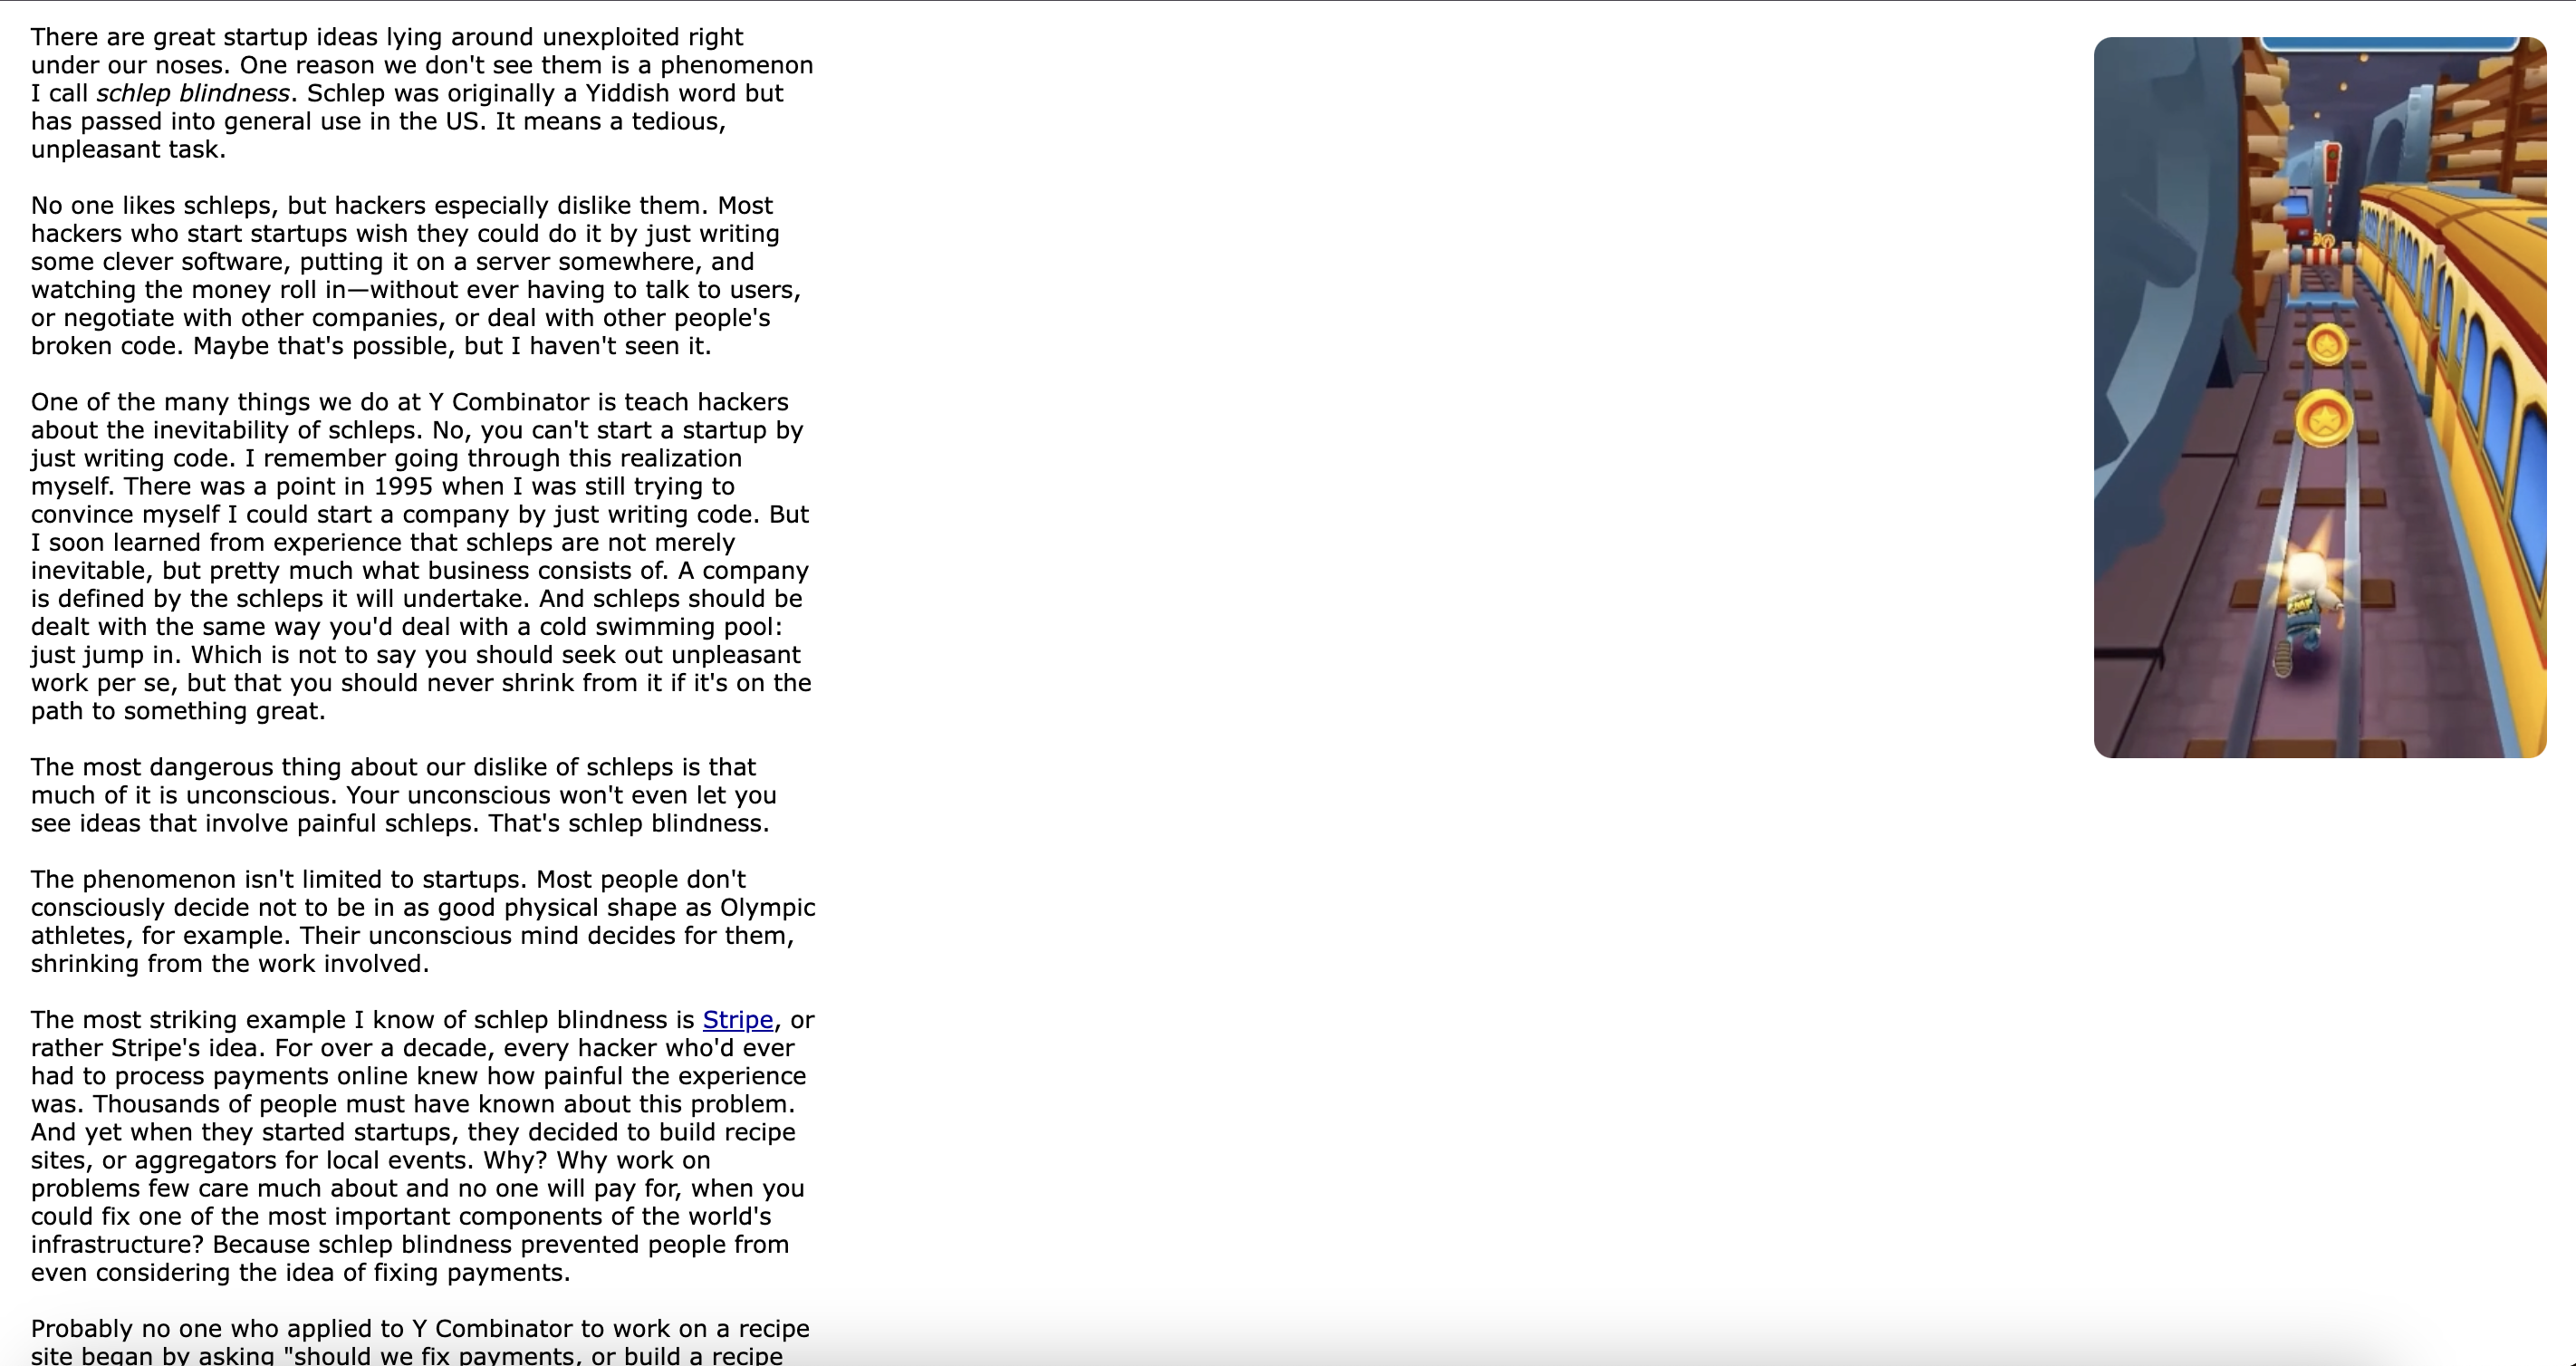 There are great startup ideas lying around unexploited right
under our noses. One reason we don't see them is a phenomenon
I call schlep blindness. Schlep was originally a Yiddish word but
has passed into general use in the US. It means a tedious,
unpleasant task.
No one likes schleps, but hackers especially dislike them. Most
hackers who start startups wish they could do it by just writing
some clever software, putting it on a server somewhere, and
watching the money roll in—without ever having to talk to users,
or negotiate with other companies, or deal with other people's
broken code. Maybe that's possible, but I haven't seen it.
One of the many things we do at Y Combinator is teach hackers
about the inevitability of schleps. No, you can't start a startup by
just writing code. I remember going through this realization
myself. There was a point in 1995 when I was still trying to
convince myself I could start a company by just writing code. But
I soon learned from experience that schleps are not merely
inevitable, but pretty much what business consists of. A company
is defined by the schleps it will undertake. And schleps should be
dealt with the same way you'd deal with a cold swimming pool:
just jump in. Which is not to say you should seek out unpleasant
work per se, but that you should never shrink from it if it's on the
path to something great.
The most dangerous thing about our dislike of schleps is that
much of it is unconscious. Your unconscious won't even let you
see ideas that involve painful schleps. That's schlep blindness.
The phenomenon isn't limited to startups. Most people don't
consciously decide not to be in as good physical shape as Olympic
athletes, for example. Their unconscious mind decides for them,
shrinking from the work involved.
The most striking example I know of schlep blindness is Stripe, or
rather Stripe's idea. For over a decade, every hacker who'd ever
had to process payments online knew how painful the experience
was. Thousands of people must have known about this problem.
And yet when they started startups, they decided to build recipe
sites, or aggregators for local events. Why? Why work on
problems few care much about and no one will pay for, when you
could fix one of the most important components of the world's
infrastructure? Because schlep blindness prevented people from
even considering the idea of fixing payments.
Probably no one who applied to Y Combinator to work on a recipe
site began by asking "should we fix payments, or build a recipe